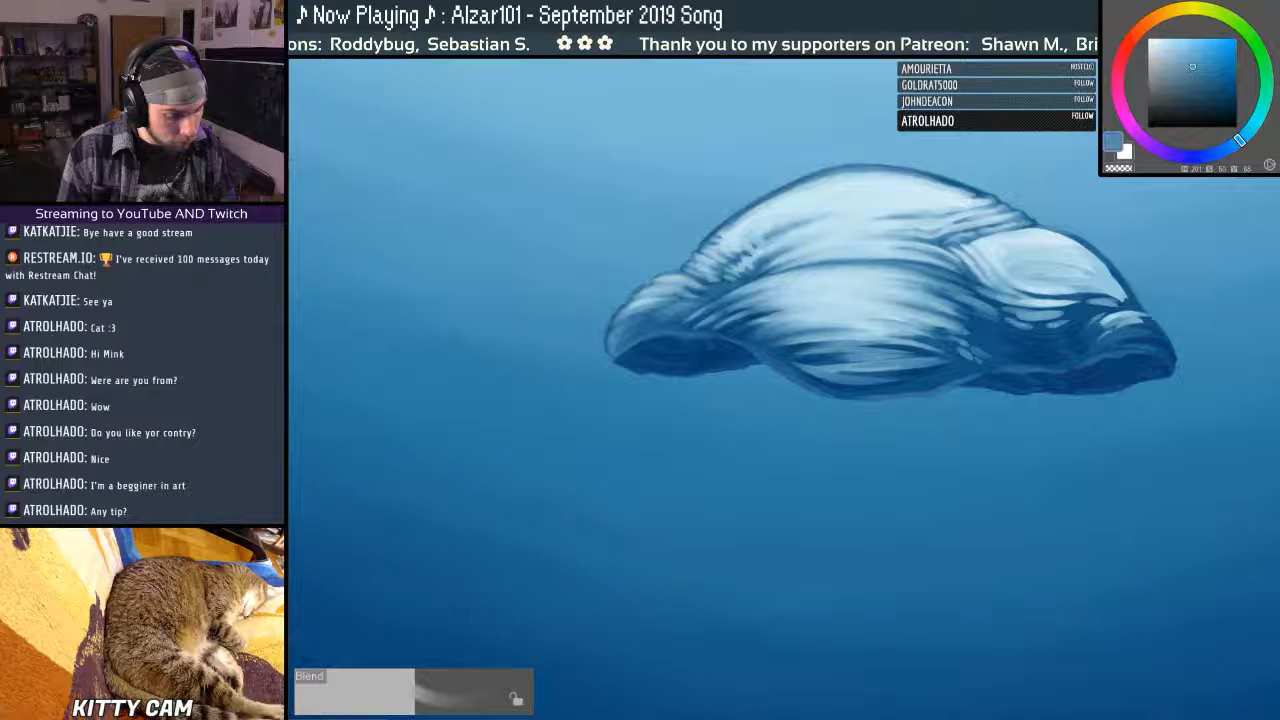 ♪ Now Playing ♪ : Alzar101 - September 2019 Song
ons: Roddybug, Sebastian S. ✿ ✿ ✿ Thank you to my supporters on Patreon: Shawn M., Bri
AMOURIETTA
GOLDRAT5000 FOLLOW
JOHNDEACON FOLLOW
ATROLHADO FOLLOW
201 50 68
Streaming to YouTube AND Twitch
KATKATJIE: Bye have a good stream
RESTREAM.IO: 🏆 I've received 100 messages today
with Restream Chat!
KATKATJIE: See ya
ATROLHADO: Cat :3
ATROLHADO: Hi Mink
ATROLHADO: Were are you from?
ATROLHADO: Wow
ATROLHADO: Do you like yor contry?
ATROLHADO: Nice
ATROLHADO: I'm a begginer in art
ATROLHADO: Any tip?
KITTY CAM
Blend